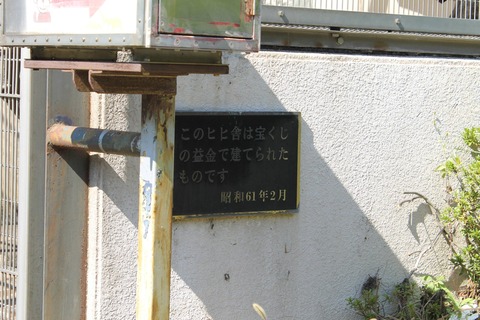 このヒヒ舎は宝くじ
の益金で建てられた
ものです
昭和61年2月